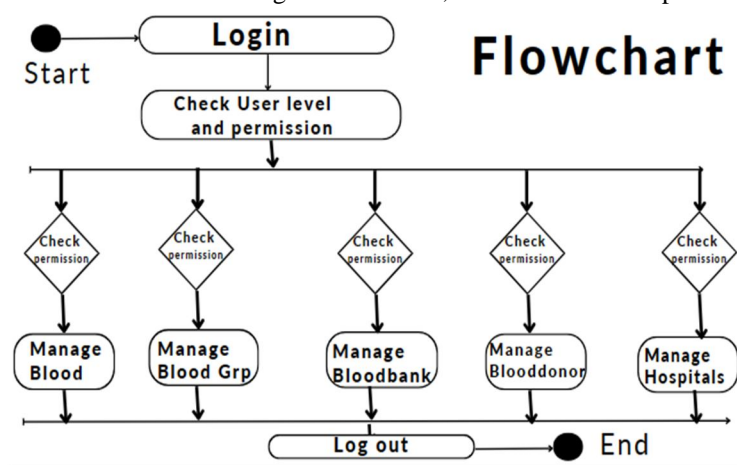 Login
Flowchart
Start
Check User level
and permission
Check
permission
Check
permission
Check
permission
Check
permission
Check
permission
Manage
Blood
Manage
Blood Grp
Manage
Bloodbank
Manage
Blooddonor
Manage
Hospitals
Log out
End